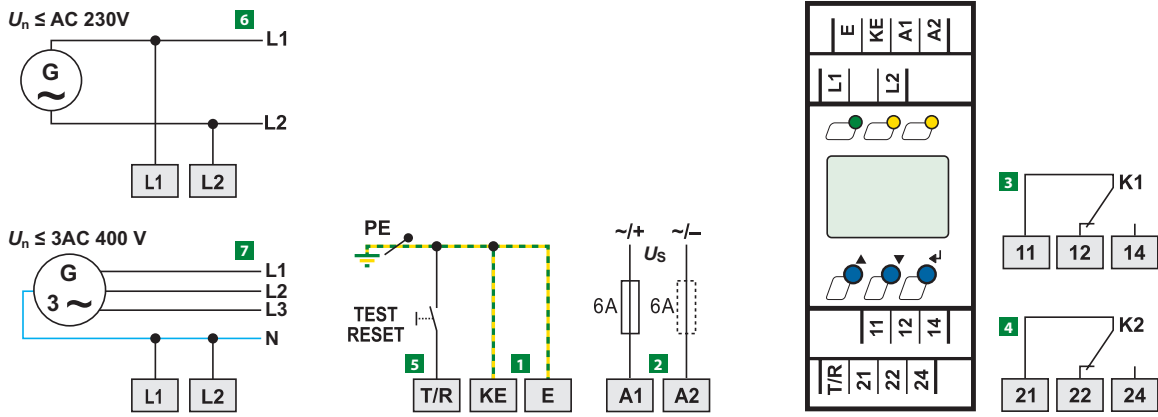 Un ≤ AC 230V
6
G
~
L1
L2
L1
L2
Un ≤ 3AC 400 V
7
G
3 ~
L1
L2
L3
N
L1
L2
PE
TEST
RESET
5
1
T/R
KE
E
~/+
~/–
US
6A
6A
2
A1
A2
E
KE
A1
A2
L1
L2
▲
▼
↵
11
12
14
T/R
21
22
24
3
K1
11
12
14
4
K2
21
22
24